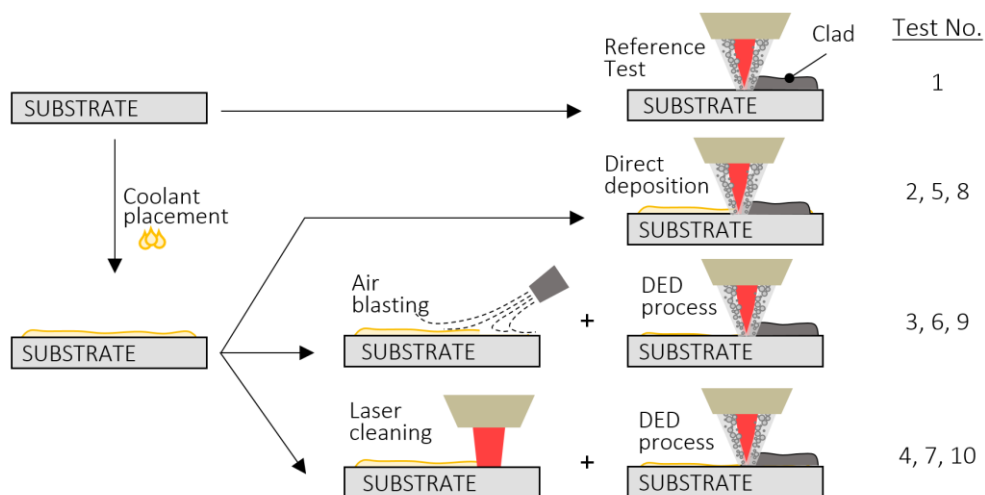 Test No.
Reference
Test
Clad
SUBSTRATE
SUBSTRATE
1
Coolant
placement
Direct
deposition
SUBSTRATE
2, 5, 8
SUBSTRATE
Air
blasting
SUBSTRATE
+
DED
process
SUBSTRATE
3, 6, 9
Laser
cleaning
SUBSTRATE
+
DED
process
SUBSTRATE
4, 7, 10